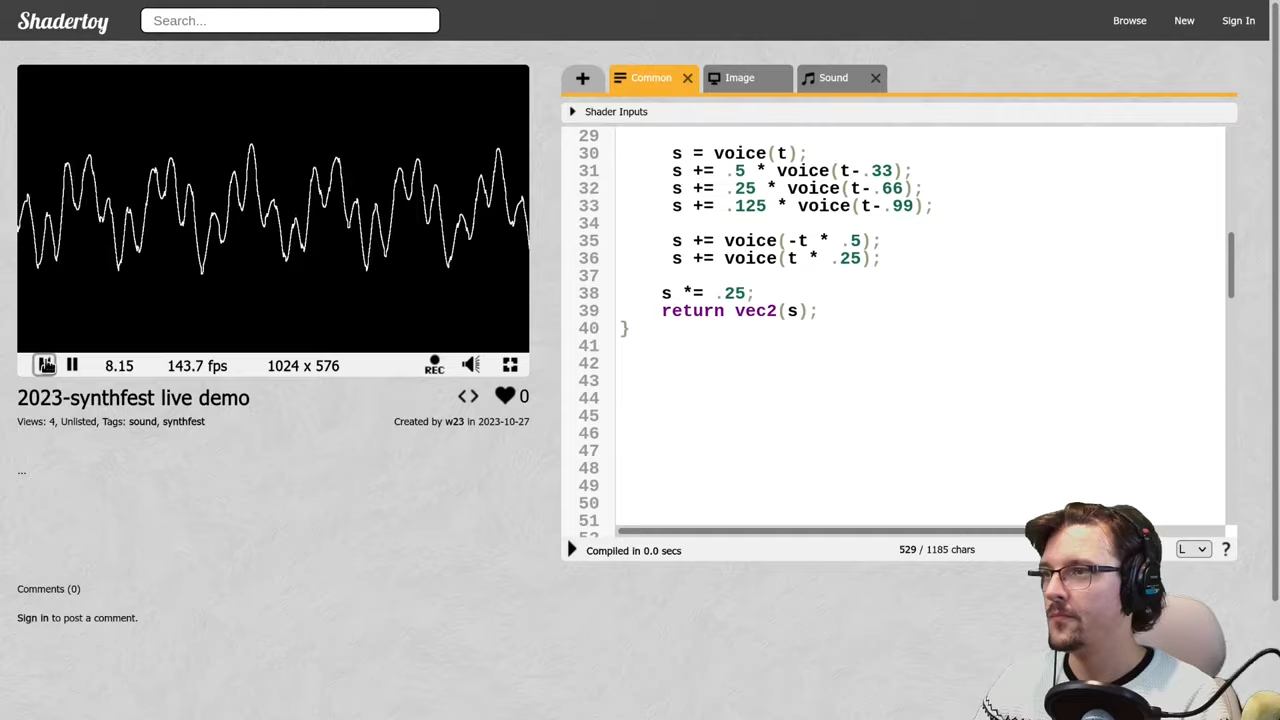 Shadertoy
Search...
Browse
New
Sign In
Common
Image
Sound
Shader Inputs
29
30 s = voice(t);
31 s += .5 * voice(t-.33);
32 s += .25 * voice(t-.66);
33 s += .125 * voice(t-.99);
34
35 s += voice(-t * .5);
36 s += voice(t * .25);
37
38 s *= .25;
39 return vec2(s);
40 }
41
42
43
44
45
46
47
48
49
50
51
8.15
143.7 fps
1024 x 576
REC
2023-synthfest live demo
0
Views: 4, Unlisted, Tags: sound, synthfest
Created by w23 in 2023-10-27
...
Compiled in 0.0 secs
529 / 1185 chars
L
?
Comments (0)
Sign in to post a comment.